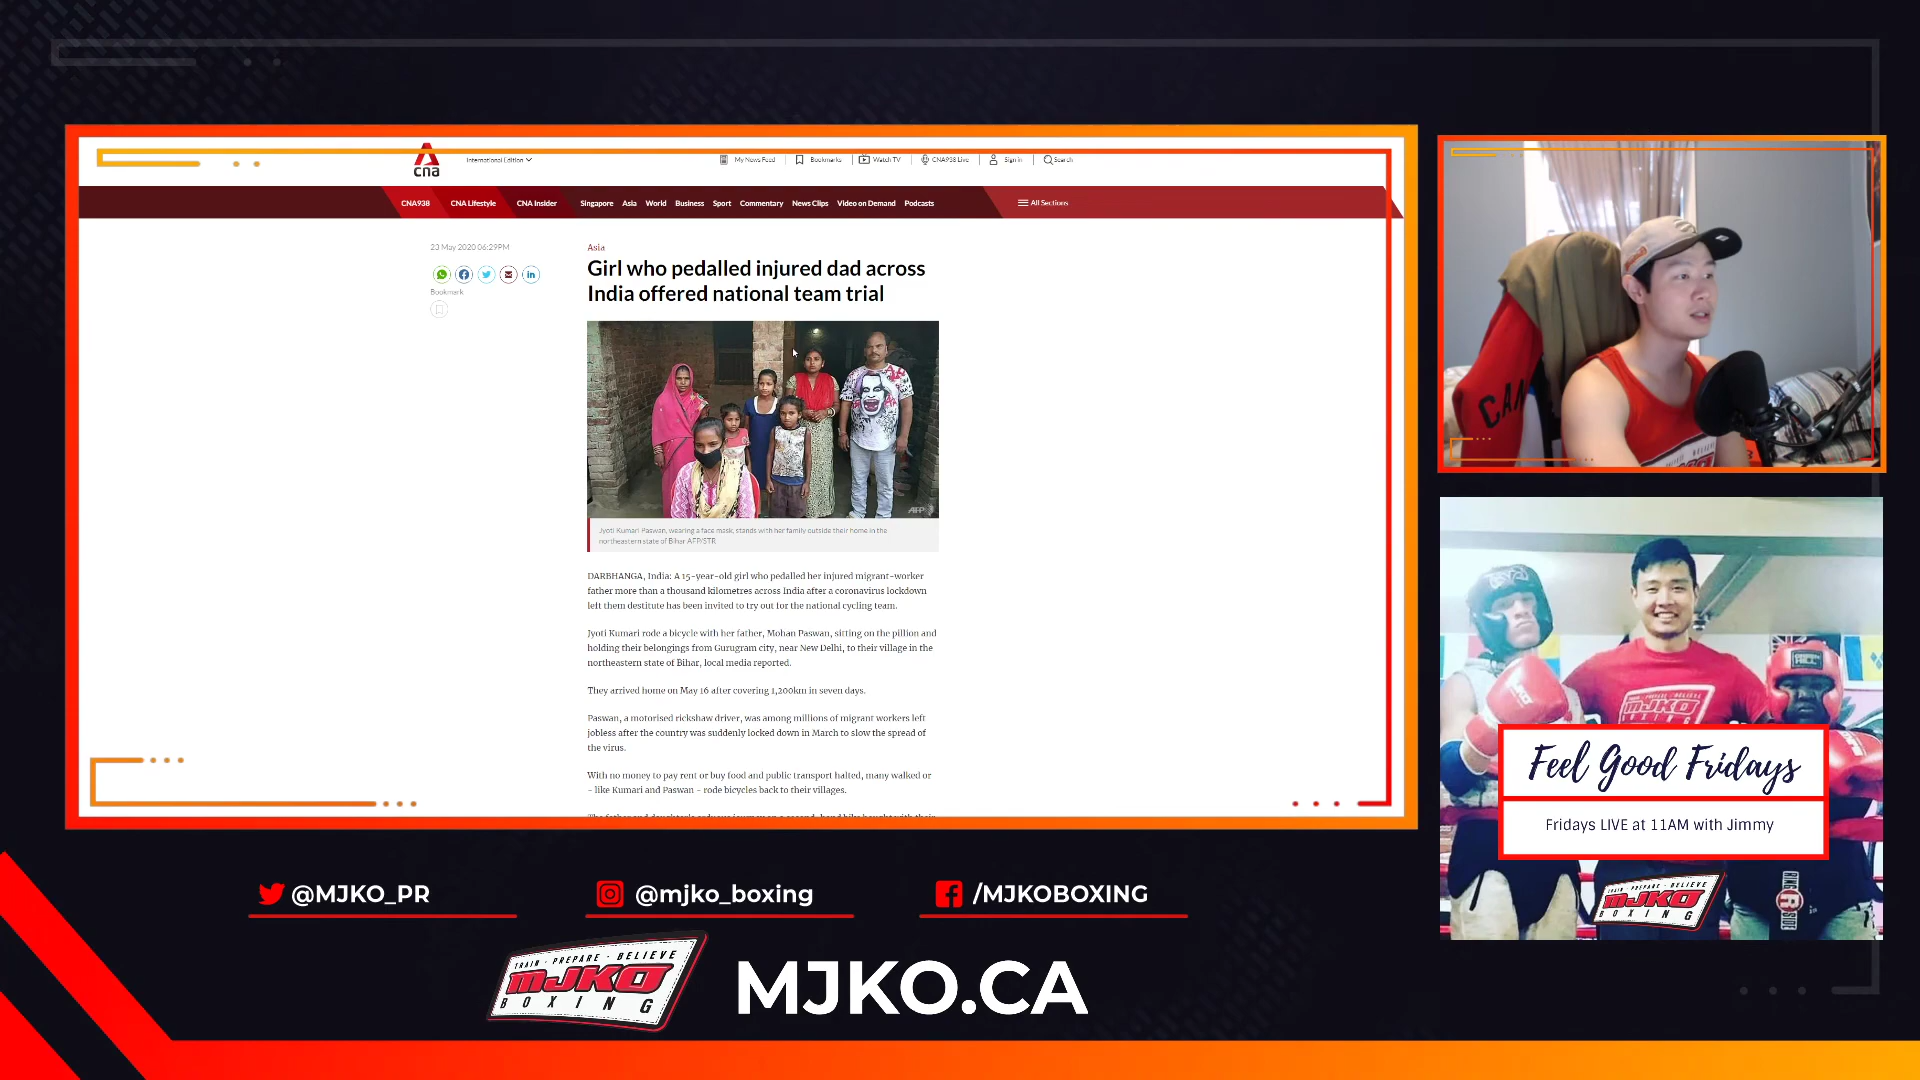 cna
International Edition
My News Feed
Bookmarks
Watch TV
CNA938 Live
Sign in
Search
CNA938
CNA Lifestyle
CNA Insider
Singapore
Asia
World
Business
Sport
Commentary
News Clips
Video on Demand
Podcasts
All Sections
23 May 2020 06:29PM
Bookmark
Asia
Girl who pedalled injured dad across
India offered national team trial
AFP
Jyoti Kumari Paswan, wearing a face mask, stands with her family outside their home in the
northeastern state of Bihar AFP/STR
DARBHANGA, India: A 15-year-old girl who pedalled her injured migrant-worker
father more than a thousand kilometres across India after a coronavirus lockdown
left them destitute has been invited to try out for the national cycling team.
Jyoti Kumari rode a bicycle with her father, Mohan Paswan, sitting on the pillion and
holding their belongings from Gurugram city, near New Delhi, to their village in the
northeastern state of Bihar, local media reported.
They arrived home on May 16 after covering 1,200km in seven days.
Paswan, a motorised rickshaw driver, was among millions of migrant workers left
jobless after the country was suddenly locked down in March to slow the spread of
the virus.
With no money to pay rent or buy food and public transport halted, many walked or
- like Kumari and Paswan - rode bicycles back to their villages.
CAN
MJKO
Feel Good Fridays
Fridays LIVE at 11AM with Jimmy
TRAIN · PREPARE · BELIEVE
MJKO
BOXING
RINGSIDE
@MJKO_PR
@mjko_boxing
/MJKOBOXING
TRAIN · PREPARE · BELIEVE
MJKO
BOXING
MJKO.CA